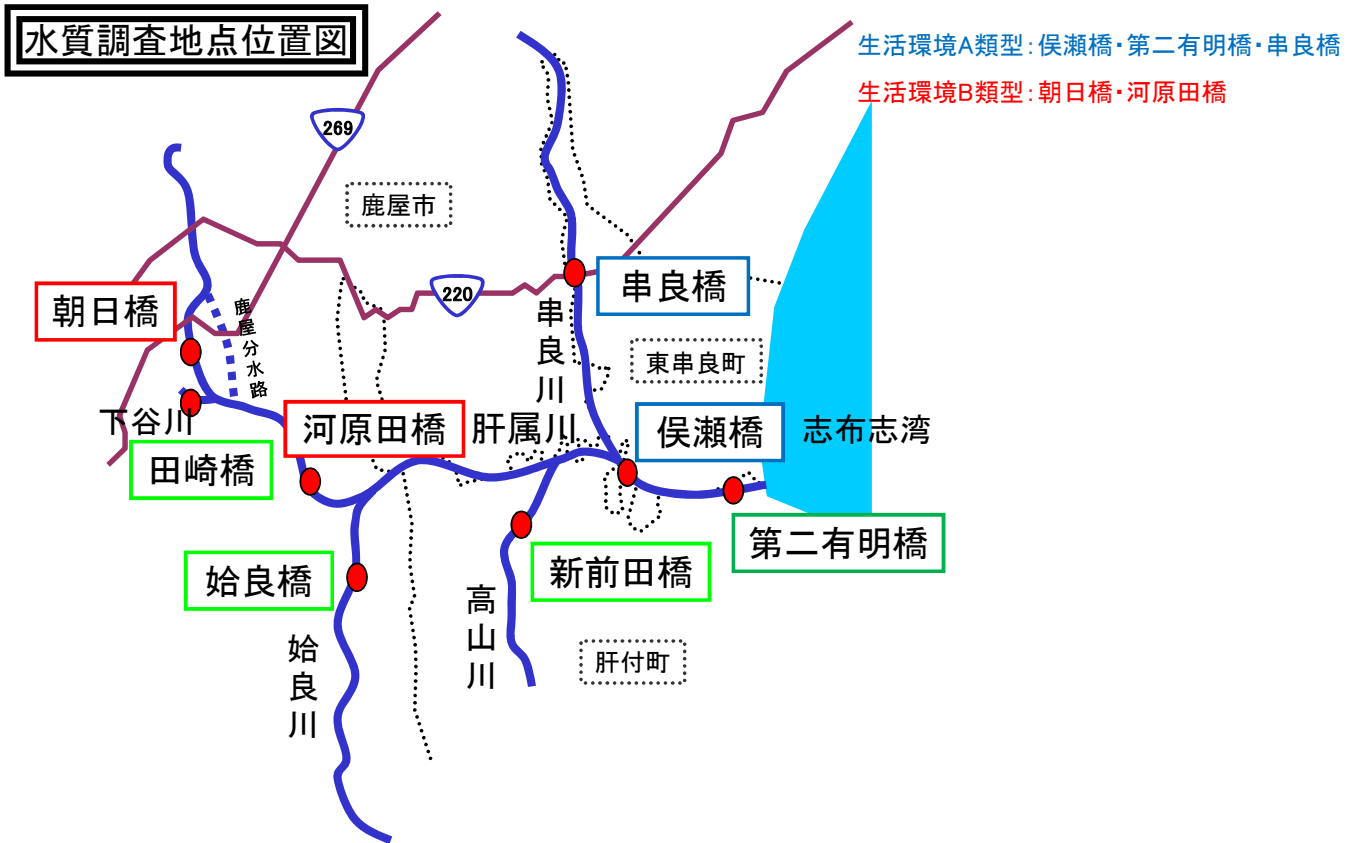 水質調査地点位置図
生活環境A類型：俣瀬橋・第二有明橋・串良橋
生活環境B類型：朝日橋・河原田橋
269
鹿屋市
220
串良橋
朝日橋
鹿屋分水路
串良川
東串良町
下谷川
河原田橋
肝属川
俣瀬橋
志布志湾
田崎橋
第二有明橋
姶良橋
新前田橋
高山川
姶良川
肝付町